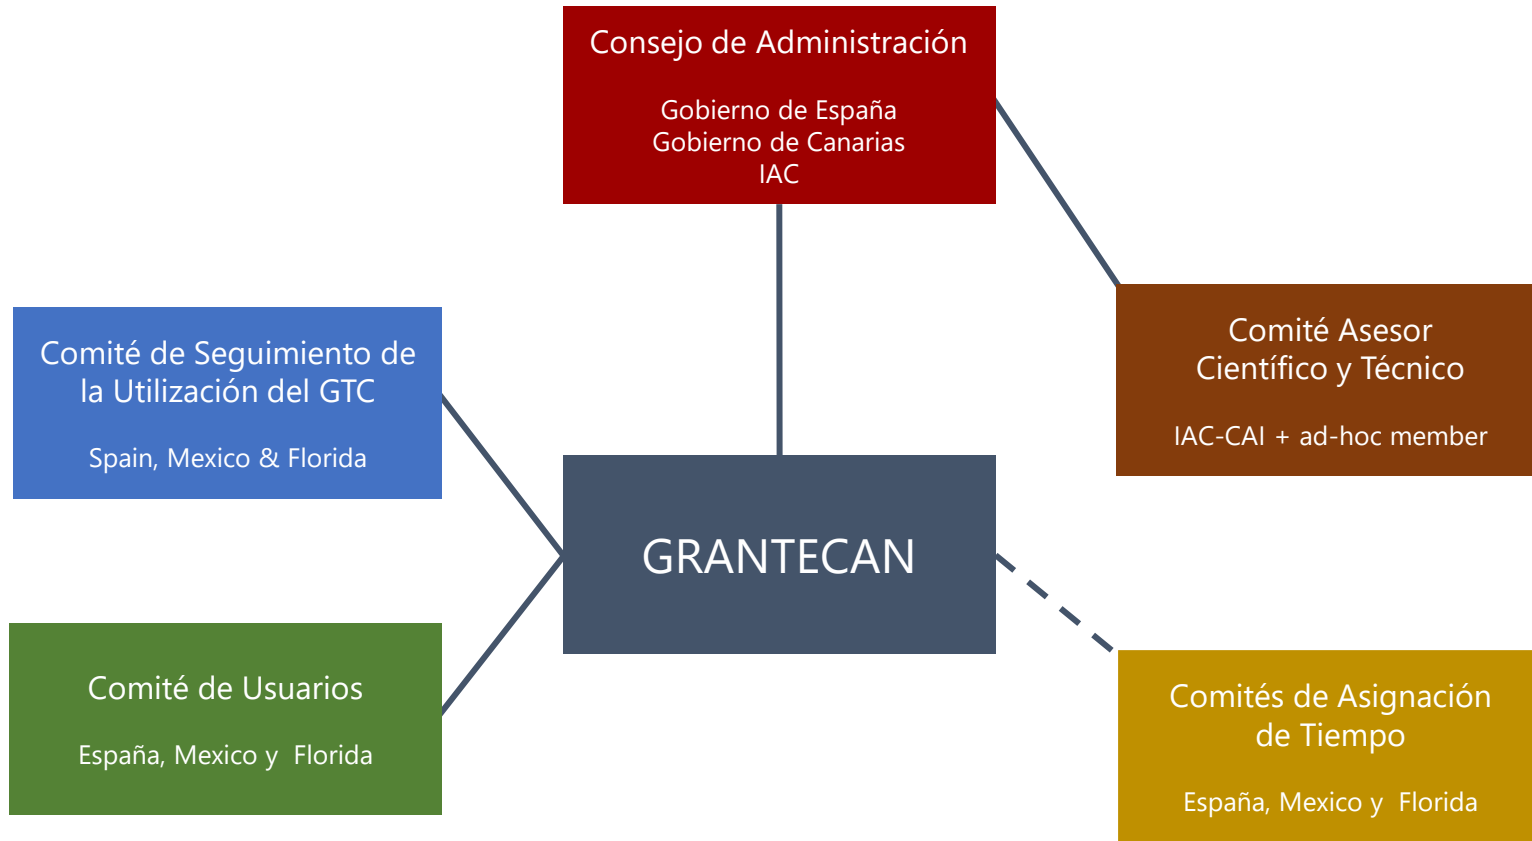 Consejo de Administración
Gobierno de España
Gobierno de Canarias
IAC
Comité de Seguimiento de
la Utilización del GTC
Spain, Mexico & Florida
Comité Asesor
Científico y Técnico
IAC-CAI + ad-hoc member
GRANTECAN
Comité de Usuarios
España, Mexico y Florida
Comités de Asignación
de Tiempo
España, Mexico y Florida